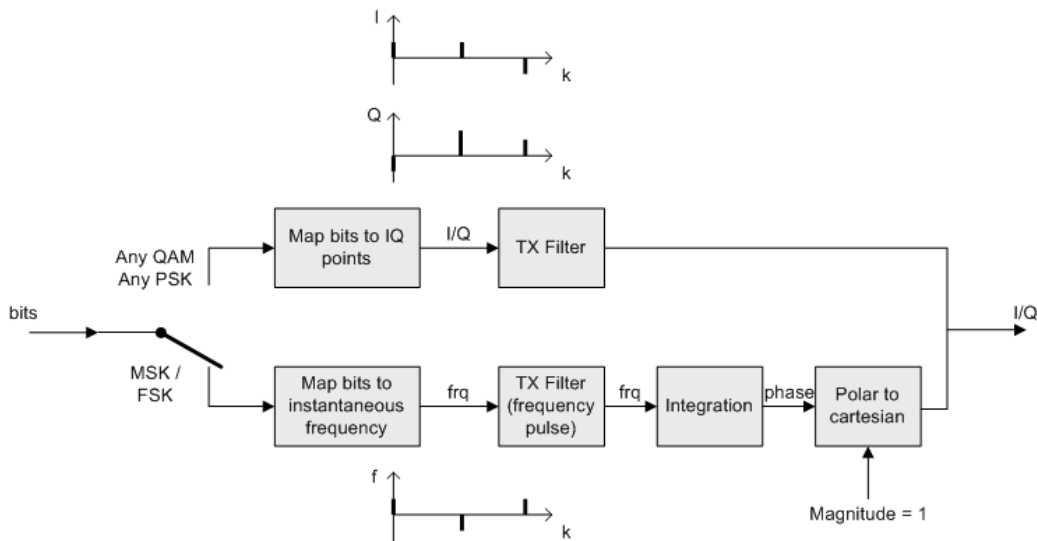 I
k
Q
k
Map bits to IQ
points
I/Q
TX Filter
Any QAM
Any PSK
bits
I/Q
MSK /
FSK
Map bits to
instantaneous
frequency
frq
TX Filter
(frequency
pulse)
frq
Integration
phase
Polar to
cartesian
f
k
Magnitude = 1